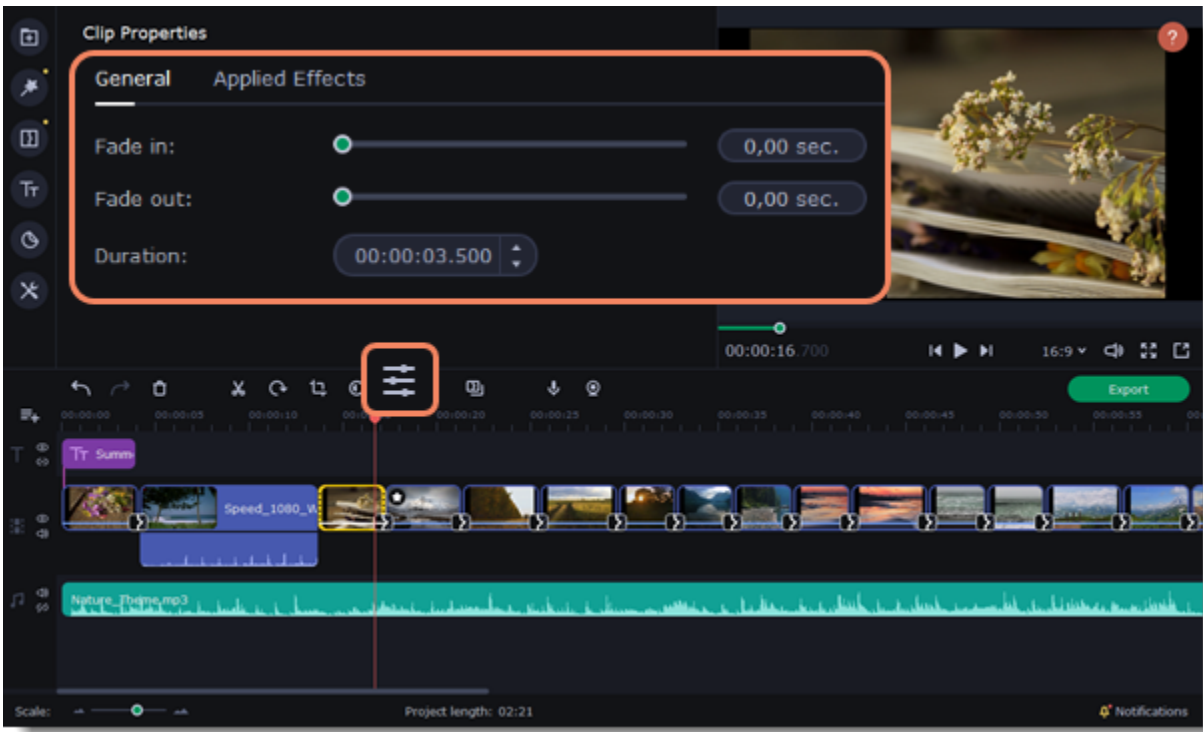 Clip Properties
?
General Applied Effects
Fade in: 0,00 sec.
Fade out: 0,00 sec.
Duration: 00:00:03.500
Tт
00:00:16.700
16:9
Export
00:00:00 00:00:05 00:00:10 00:00:20 00:00:25 00:00:30 00:00:35 00:00:40 00:00:45 00:00:50 00:00:55
T Tт Summ
Speed_1080_W
Nature_Theme.mp3
Scale: Project length: 02:21 Notifications